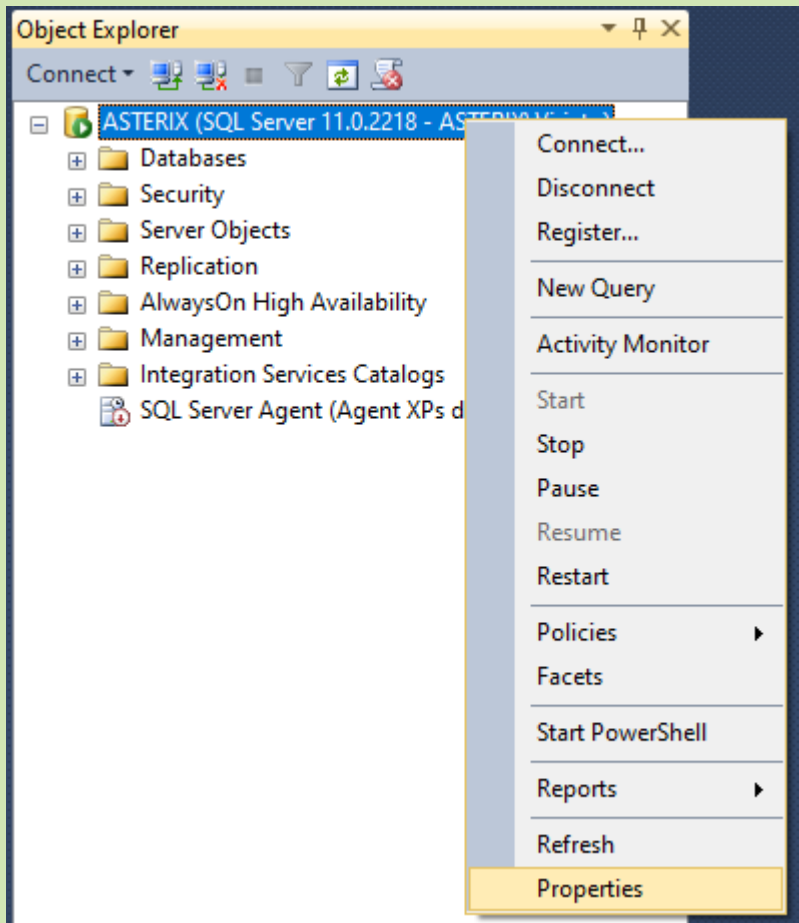 Object Explorer
Connect
ASTERIX (SQL Server 11.0.2218 - ASTERIX\
Databases
Security
Server Objects
Replication
AlwaysOn High Availability
Management
Integration Services Catalogs
SQL Server Agent (Agent XPs d
Connect...
Disconnect
Register...
New Query
Activity Monitor
Start
Stop
Pause
Resume
Restart
Policies
Facets
Start PowerShell
Reports
Refresh
Properties